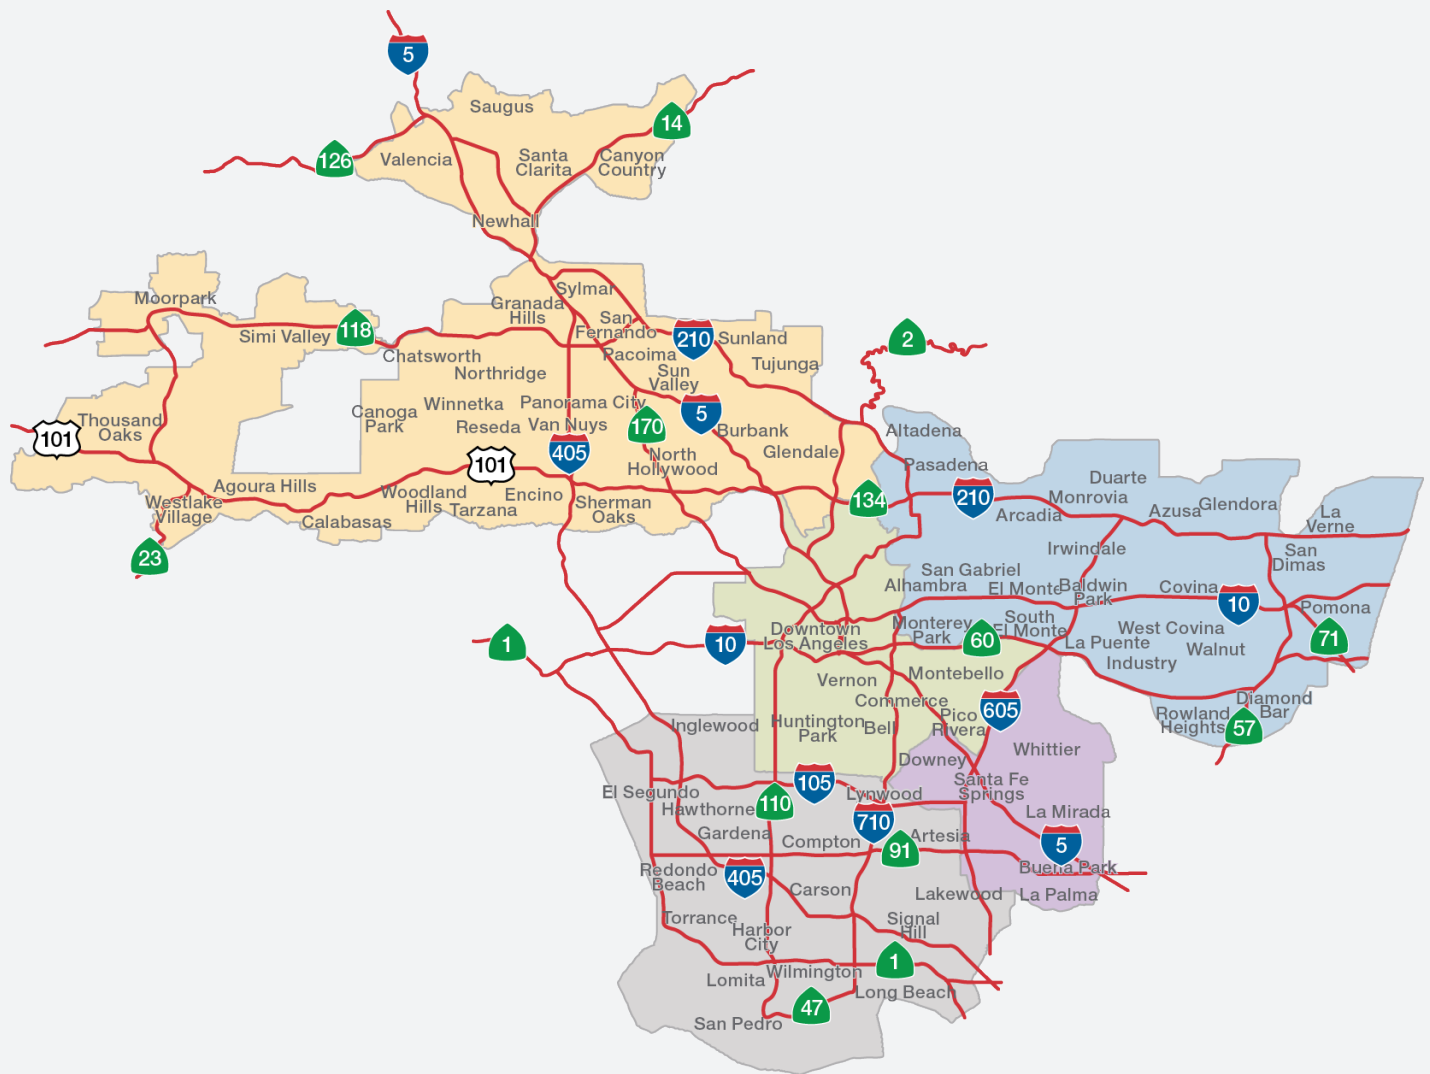 5
Saugus
14
126
Valencia
Santa
Clarita
Canyon
Country
Newhall
Moorpark
Sylmar
Granada
Hills
118
Simi Valley
San
Fernando
210
Sunland
2
Chatsworth
Pacoima
Tujunga
Northridge
Sun
Valley
Canoga
Park
Winnetka
Panorama City
5
Thousand
Oaks
101
Reseda
Van Nuys
170
Burbank
Altadena
405
101
North
Hollywood
Glendale
Pasadena
Agoura Hills
Woodland
Hills
Tarzana
Encino
Sherman
Oaks
134
210
Duarte
Monrovia
Arcadia
Azusa
Glendora
La
Verne
Westlake
Village
Calabasas
23
Irwindale
San
Dimas
San Gabriel
Alhambra
El Monte
Baldwin
Park
Covina
10
Pomona
1
10
Downtown
Los Angeles
Monterey
Park
60
South
El Monte
La Puente
West Covina
Walnut
71
Industry
Vernon
Montebello
Commerce
605
Diamond
Bar
Inglewood
Huntington
Park
Bell
Pico
Rivera
Rowland
Heights
57
Whittier
Downey
105
Santa Fe
Springs
El Segundo
Hawthorne
110
Lynwood
710
La Mirada
Gardena
Compton
91
Artesia
5
Redondo
Beach
405
Buena Park
Carson
Lakewood
La Palma
Torrance
Harbor
City
Signal
Hill
1
Lomita
Wilmington
Long Beach
47
San Pedro